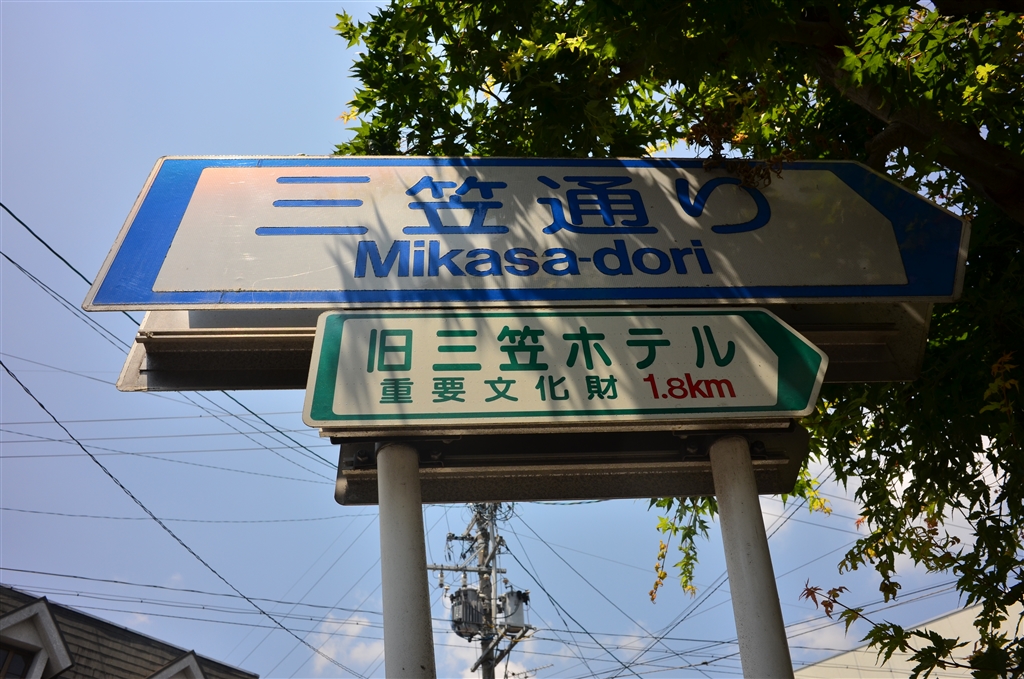 三笠通り
Mikasa-dori
旧三笠ホテル
重要文化財 1.8km